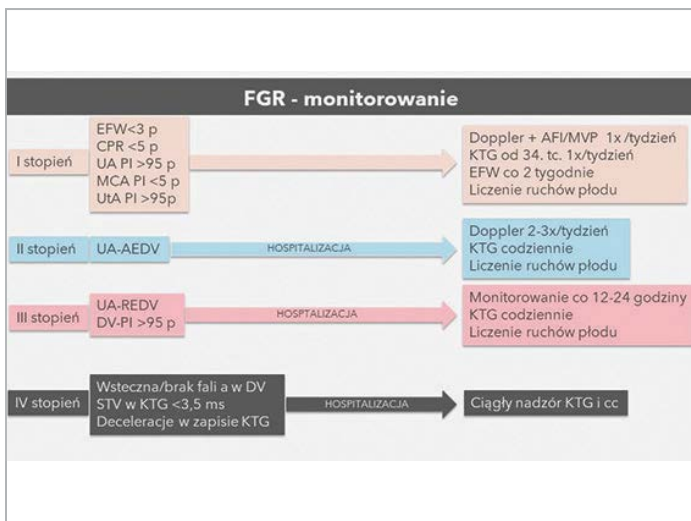 FGR - monitorowanie
I stopień
EFW<3 p
CPR <5 p
UA PI >95 p
MCA PI <5 p
UtA PI >95p
Doppler + AFI/MVP 1x/tydzień
KTG od 34. tc. 1x/tydzień
EFW co 2 tygodnie
Liczenie ruchów płodu
II stopień
UA-AEDV
HOSPITALIZACJA
Doppler 2-3x/tydzień
KTG codziennie
Liczenie ruchów płodu
III stopień
UA-REDV
DV-PI >95 p
HOSPTALIZACJA
Monitorowanie co 12-24 godziny
KTG codziennie
Liczenie ruchów płodu
IV stopień
Wsteczna/brak fali a w DV
STV w KTG <3,5 ms
Deceleracje w zapisie KTG
HOSPITALIZACJA
Ciągły nadzór KTG i cc